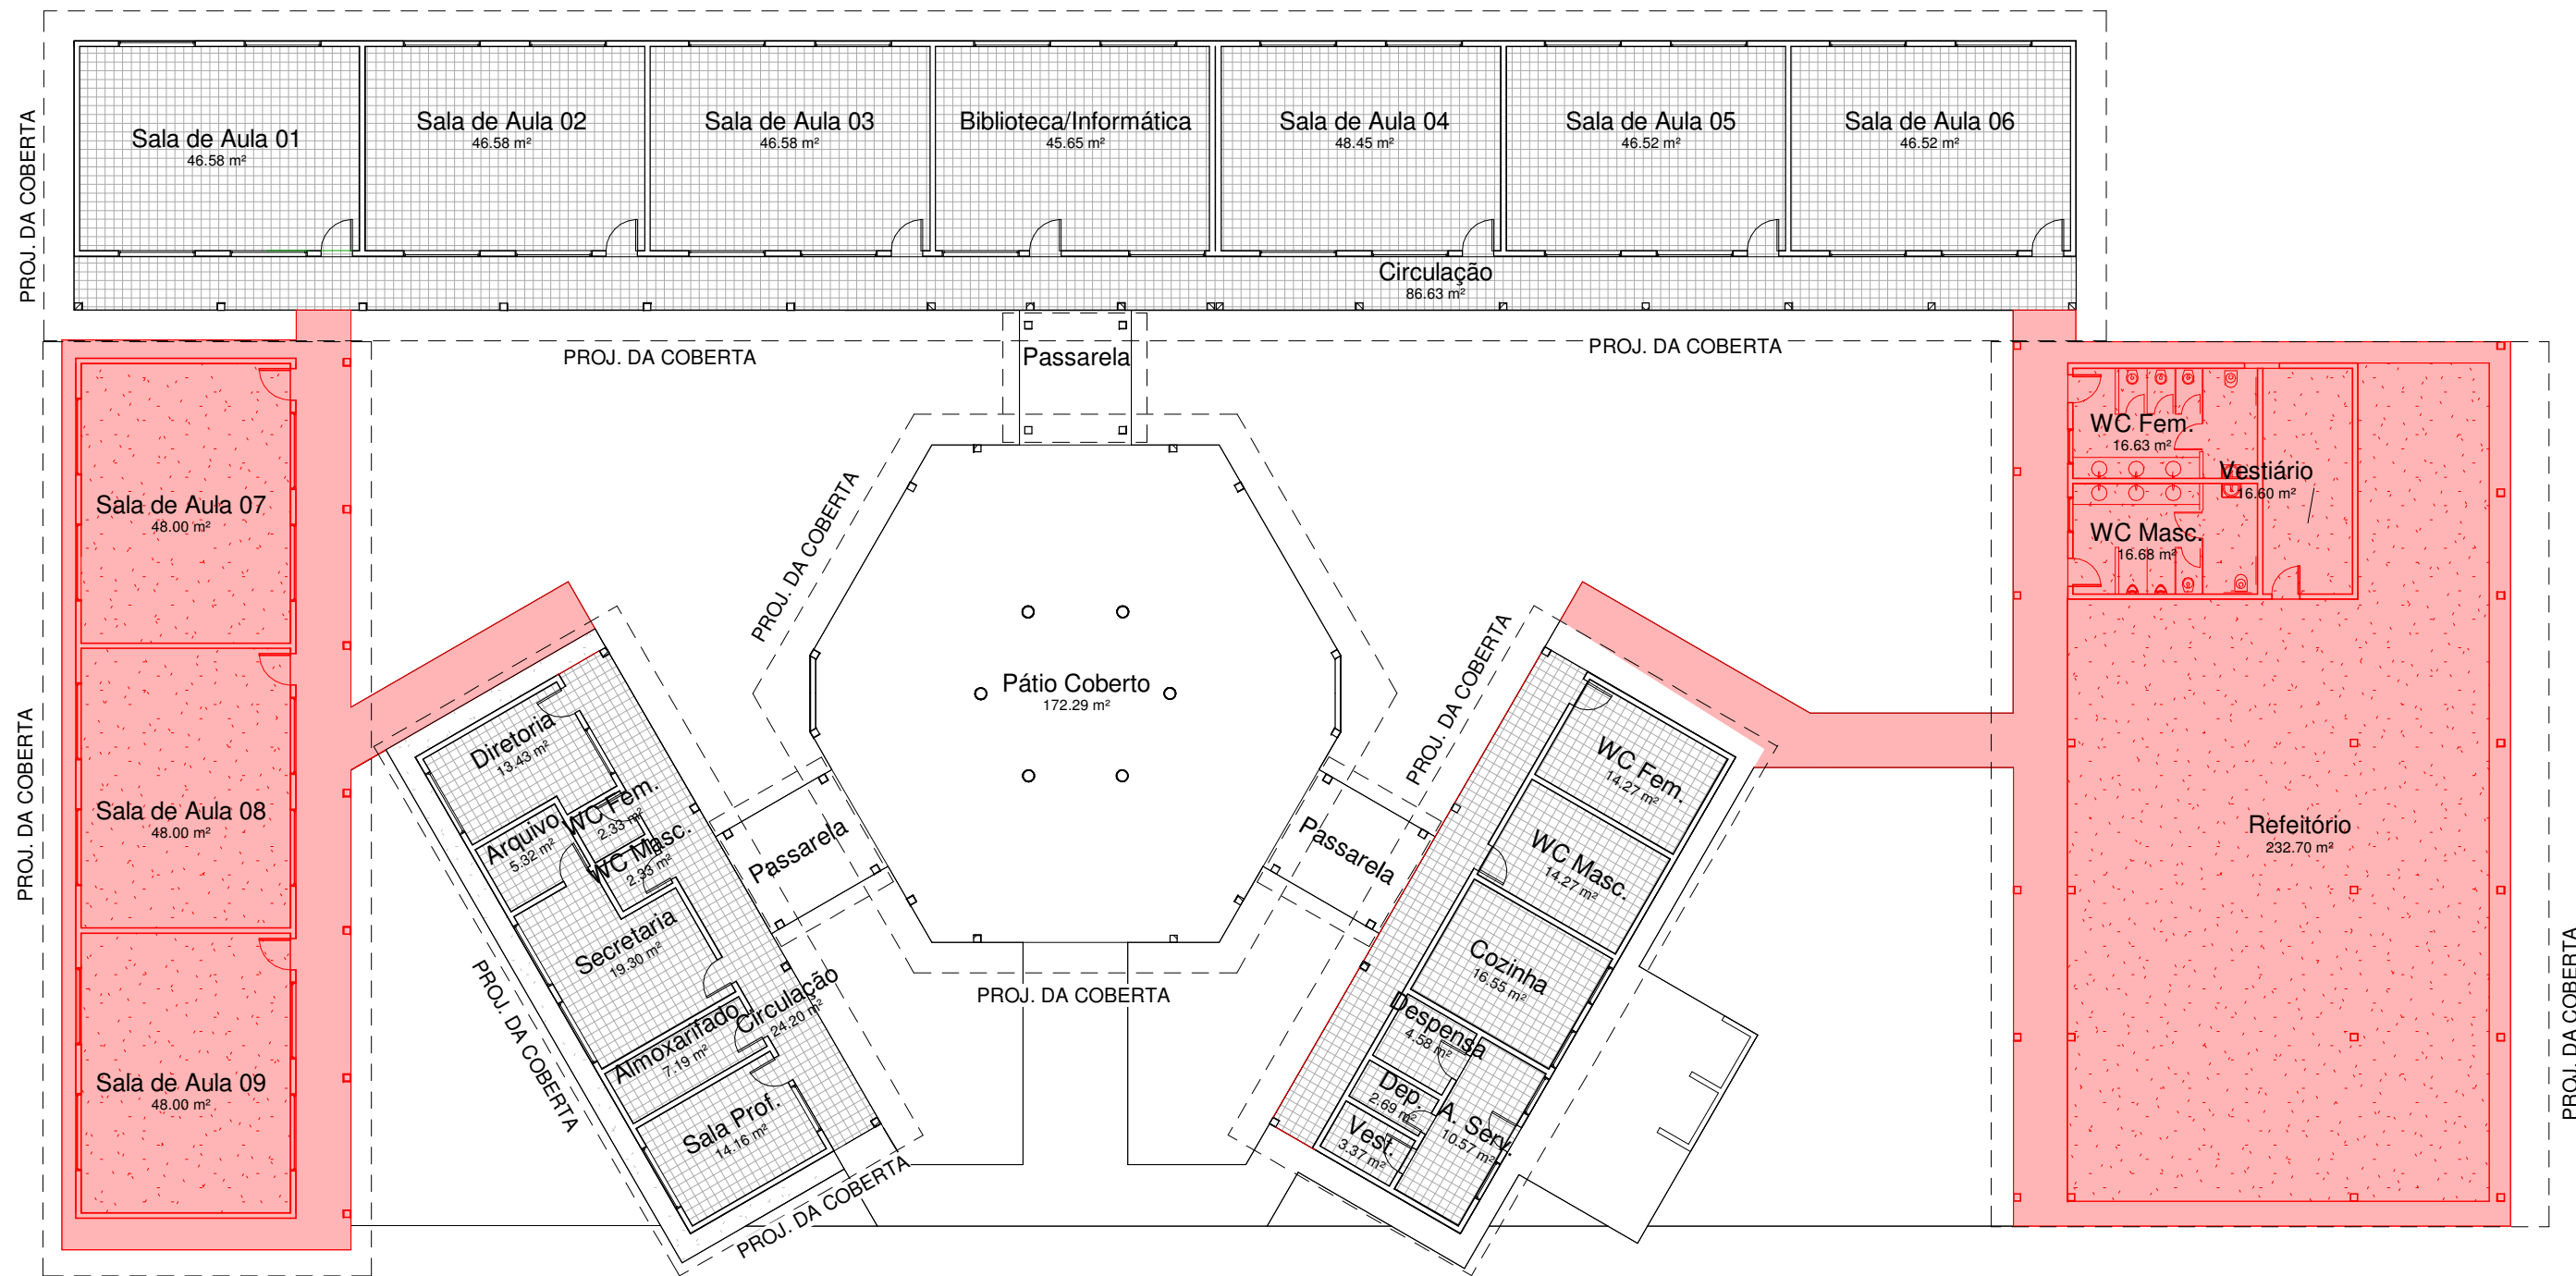 PROJ. DA COBERTA
Sala de Aula 01
46.58 m²
Sala de Aula 02
46.58 m²
Sala de Aula 03
46.58 m²
Biblioteca/Informática
45.65 m²
Sala de Aula 04
48.45 m²
Sala de Aula 05
46.52 m²
Sala de Aula 06
46.52 m²
Circulação
86.63 m²
PROJ. DA COBERTA
Passarela
PROJ. DA COBERTA
Sala de Aula 07
48.00 m²
Sala de Aula 08
48.00 m²
Sala de Aula 09
48.00 m²
PROJ. DA COBERTA
PROJ. DA COBERTA
Pátio Coberto
172.29 m²
PROJ. DA COBERTA
Passarela
Passarela
PROJ. DA COBERTA
Diretoria
13.43 m²
WC Fem.
2.33 m²
Arquivo
5.32 m²
WC Masc.
2.33 m²
Secretaria
19.30 m²
Circulação
24.20 m²
Almoxarifado
7.19 m²
Sala Prof.
14.16 m²
PROJ. DA COBERTA
PROJ. DA COBERTA
WC Fem.
14.27 m²
WC Masc.
14.27 m²
Cozinha
16.55 m²
Despensa
4.58 m²
Dep.
2.69 m²
A. Serv.
10.57 m²
Vest.
3.37 m²
WC Fem.
16.63 m²
Vestiário
16.60 m²
WC Masc.
16.68 m²
Refeitório
232.70 m²
PROJ. DA COBERTA